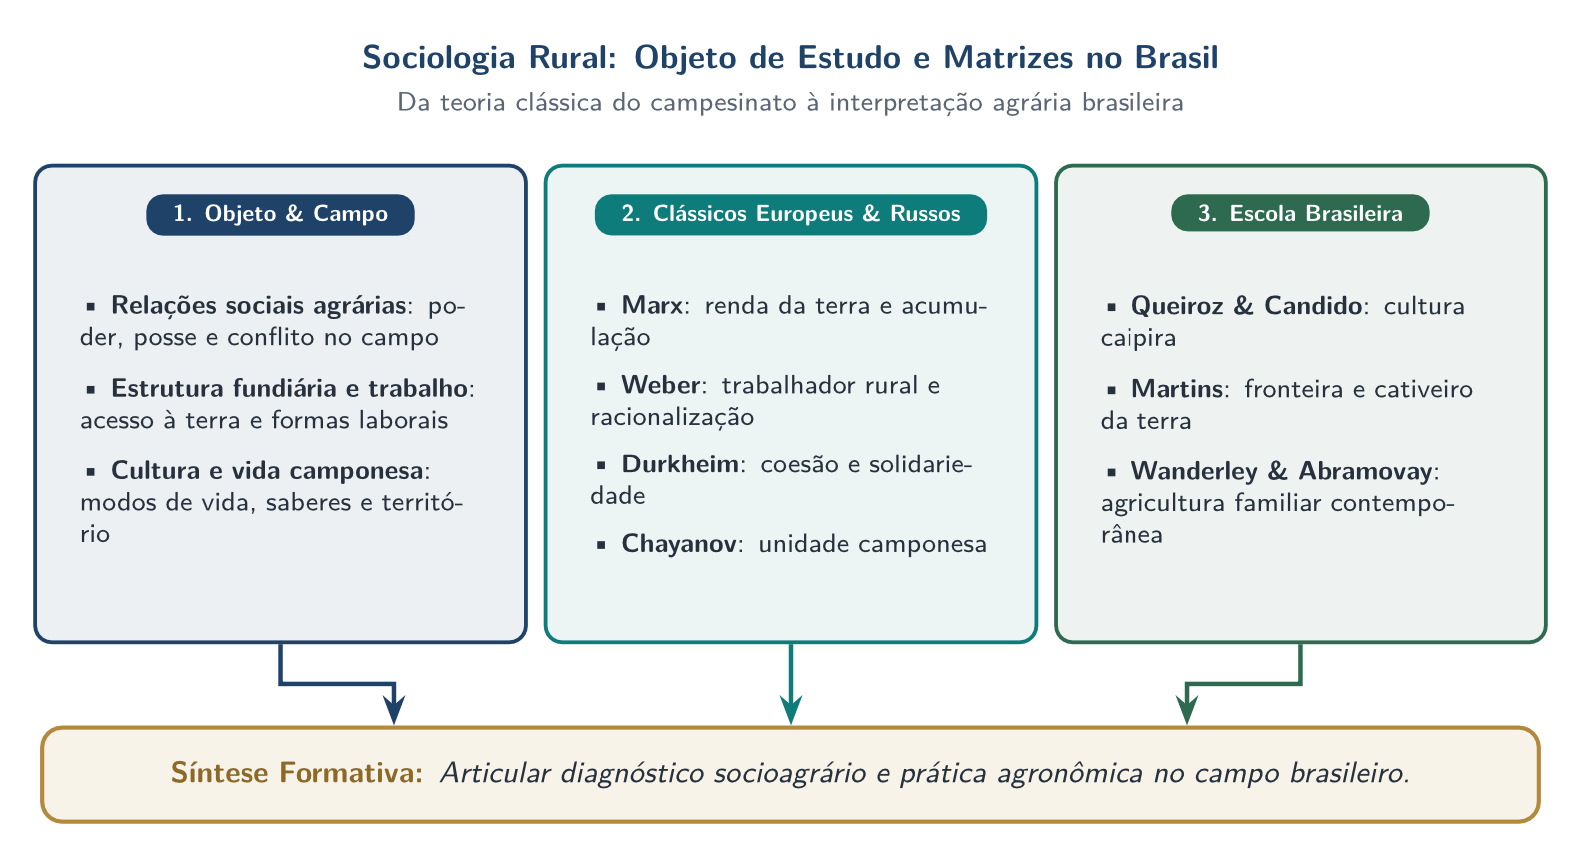 Sociologia Rural: Objeto de Estudo e Matrizes no Brasil
Da teoria clássica do campesinato à interpretação agrária brasileira
1. Objeto & Campo
▪ Relações sociais agrárias: po-
der, posse e conflito no campo
▪ Estrutura fundiária e trabalho:
acesso à terra e formas laborais
▪ Cultura e vida camponesa:
modos de vida, saberes e territó-
rio
2. Clássicos Europeus & Russos
▪ Marx: renda da terra e acumu-
lação
▪ Weber: trabalhador rural e
racionalização
▪ Durkheim: coesão e solidarie-
dade
▪ Chayanov: unidade camponesa
3. Escola Brasileira
▪ Queiroz & Candido: cultura
caipira
▪ Martins: fronteira e cativeiro
da terra
▪ Wanderley & Abramovay:
agricultura familiar contempo-
rânea
Síntese Formativa: Articular diagnóstico socioagrário e prática agronômica no campo brasileiro.